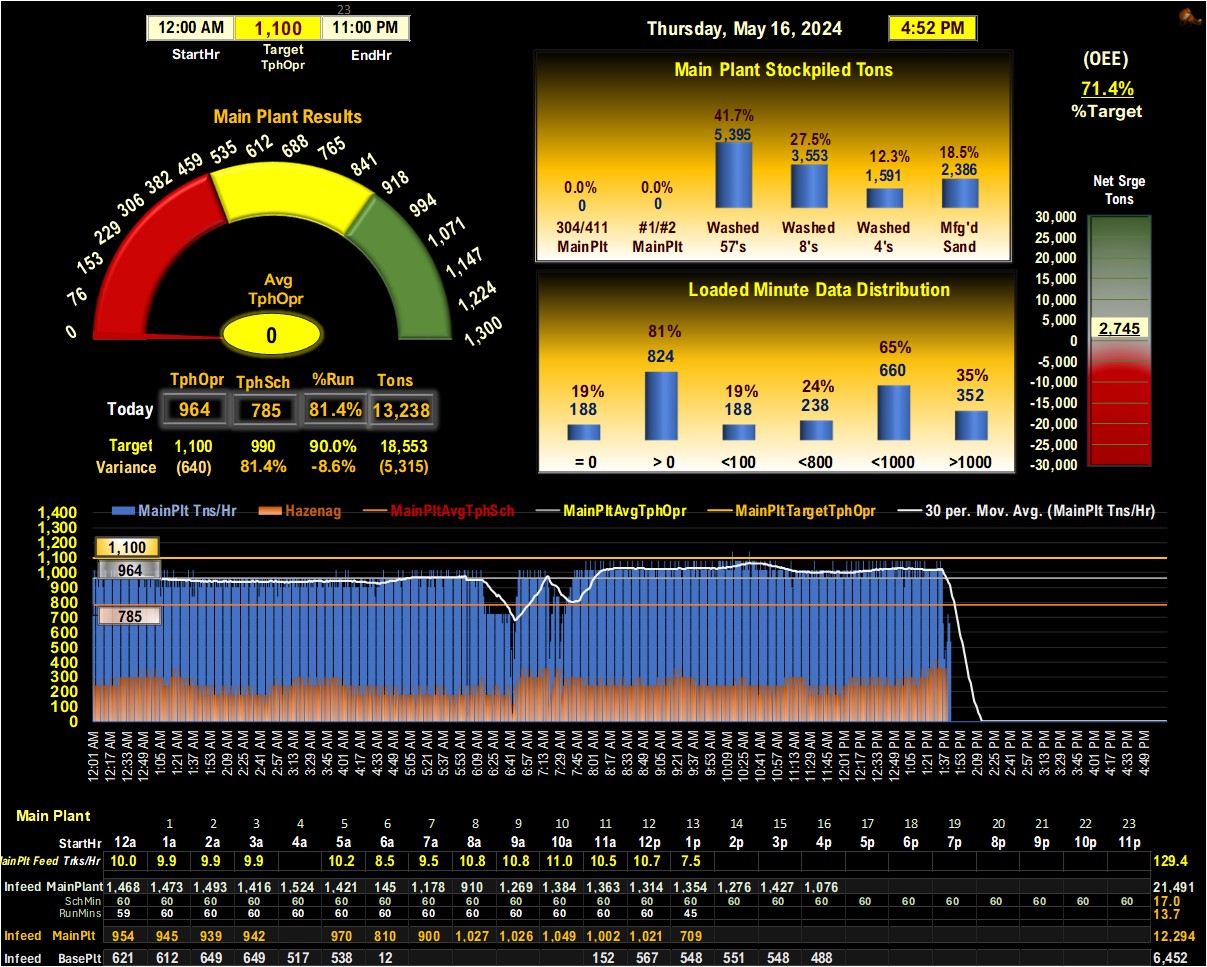 23
12:00 AM 1,100 11:00 PM
StartHr Target TphOpr EndHr
Thursday, May 16, 2024 4:52 PM
(OEE)
71.4%
%Target
Main Plant Results
0 76 153 229 306 382 459 535 612 688 765 841 918 994 1,071 1,147 1,224 1,300
Avg
TphOpr
0
TphOpr TphSch %Run Tons
Today 964 785 81.4% 13,238
Target 1,100 990 90.0% 18,553
Variance (640) 81.4% -8.6% (5,315)
Main Plant Stockpiled Tons
0.0% 0.0% 41.7% 27.5% 12.3% 18.5%
0 0 5,395 3,553 1,591 2,386
304/411 #1/#2 Washed Washed Washed Mfg'd
MainPlt MainPlt 57's 8's 4's Sand
Loaded Minute Data Distribution
19% 81% 19% 24% 65% 35%
188 824 188 238 660 352
= 0 > 0 <100 <800 <1000 >1000
Net Srge
Tons
30,000
25,000
20,000
15,000
10,000
5,000
2,745
0
-5,000
-10,000
-15,000
-20,000
-25,000
-30,000
MainPlt Tns/Hr Hazenag MainPltAvgTphSch MainPltAvgTphOpr MainPltTargetTphOpr 30 per. Mov. Avg. (MainPlt Tns/Hr)
1,400
1,300
1,200
1,100
1,000
900
800
700
600
500
400
300
200
100
0
1,100
964
785
12:01 AM 12:17 AM 12:33 AM 12:49 AM 1:05 AM 1:21 AM 1:37 AM 1:53 AM 2:09 AM 2:25 AM 2:41 AM 2:57 AM 3:13 AM 3:29 AM 3:45 AM 4:01 AM 4:17 AM 4:33 AM 4:49 AM 5:05 AM 5:21 AM 5:37 AM 5:53 AM 6:09 AM 6:25 AM 6:41 AM 6:57 AM 7:13 AM 7:29 AM 7:45 AM 8:01 AM 8:17 AM 8:33 AM 8:49 AM 9:05 AM 9:21 AM 9:37 AM 9:53 AM 10:09 AM 10:25 AM 10:41 AM 10:57 AM 11:13 AM 11:29 AM 11:45 AM 12:01 PM 12:17 PM 12:33 PM 12:49 PM 1:05 PM 1:21 PM 1:37 PM 1:53 PM 2:09 PM 2:25 PM 2:41 PM 2:57 PM 3:13 PM 3:29 PM 3:45 PM 4:01 PM 4:17 PM 4:33 PM 4:49 PM
Main Plant
1 2 3 4 5 6 7 8 9 10 11 12 13 14 15 16 17 18 19 20 21 22 23
StartHr 12a 1a 2a 3a 4a 5a 6a 7a 8a 9a 10a 11a 12p 1p 2p 3p 4p 5p 6p 7p 8p 9p 10p 11p
MainPlt Feed Trks/Hr 10.0 9.9 9.9 9.9 10.2 8.5 9.5 10.8 10.8 11.0 10.5 10.7 7.5 129.4
Infeed MainPlant 1,468 1,473 1,493 1,416 1,524 1,421 145 1,178 910 1,269 1,384 1,363 1,314 1,354 1,276 1,427 1,076 21,491
SchMin 60 60 60 60 60 60 60 60 60 60 60 60 60 60 60 60 60 60 60 60 60 60 60 60 17.0
RunMins 59 60 60 60 60 60 60 60 60 60 60 60 60 45 13.7
Infeed MainPlt 954 945 939 942 970 810 900 1,027 1,026 1,049 1,002 1,021 709 12,294
Infeed BasePlt 621 612 649 649 517 538 12 152 567 548 551 548 488 6,452